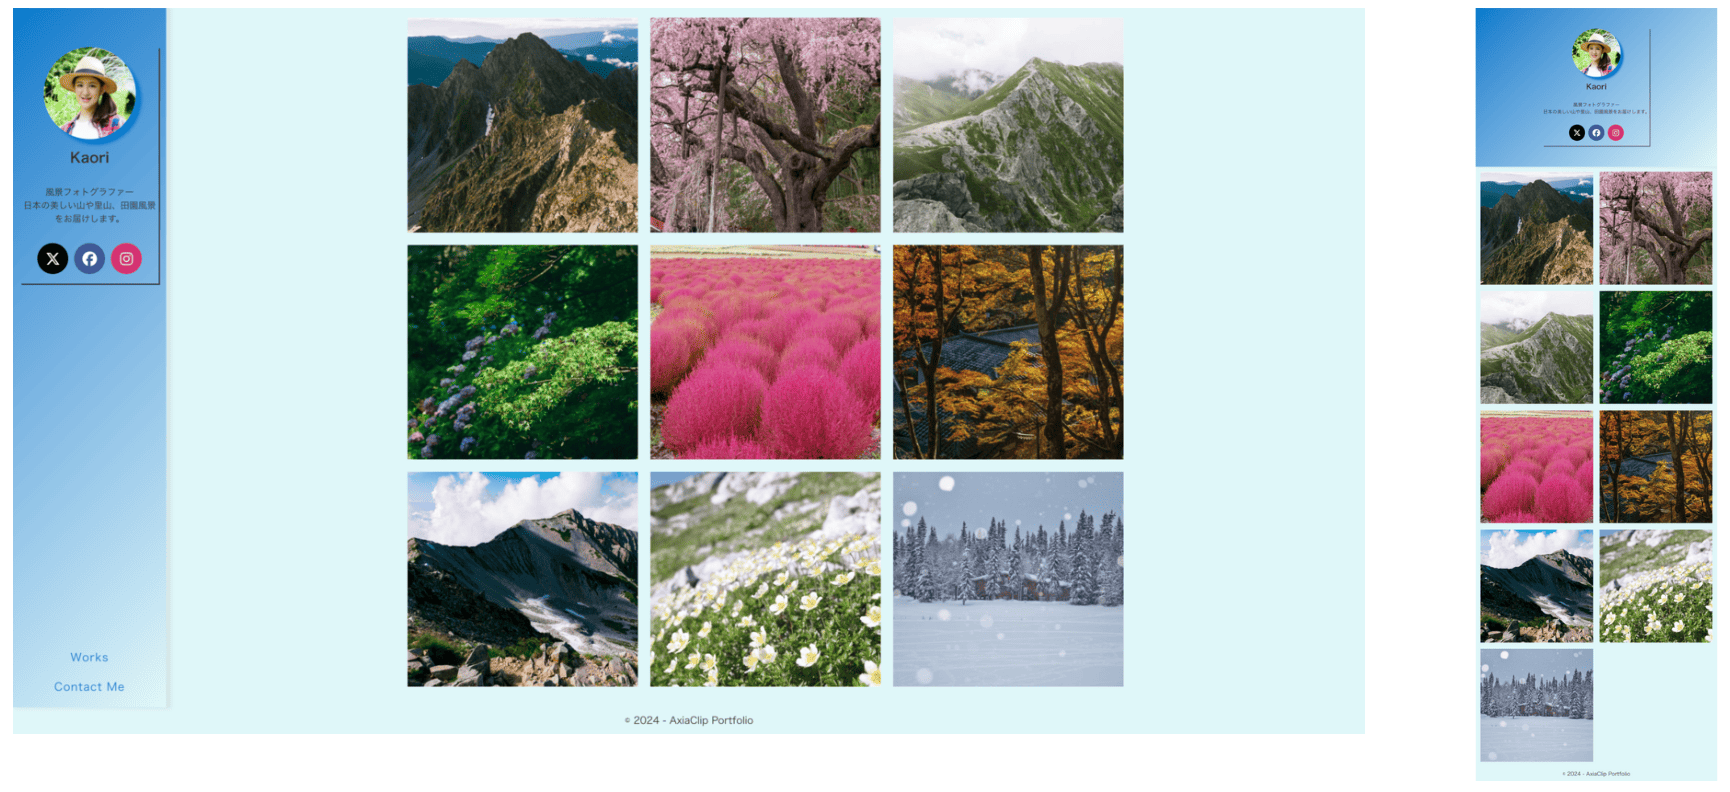 Kaori
風景フォトグラファー
日本の美しい山や里山、田園風景
をお届けします。
Works
Contact Me
© 2024 - AxiaClip Portfolio
Kaori
風景フォトグラファー
日本の美しい山や里山、田園風景をお届けします。
© 2024 - AxiaClip Portfolio